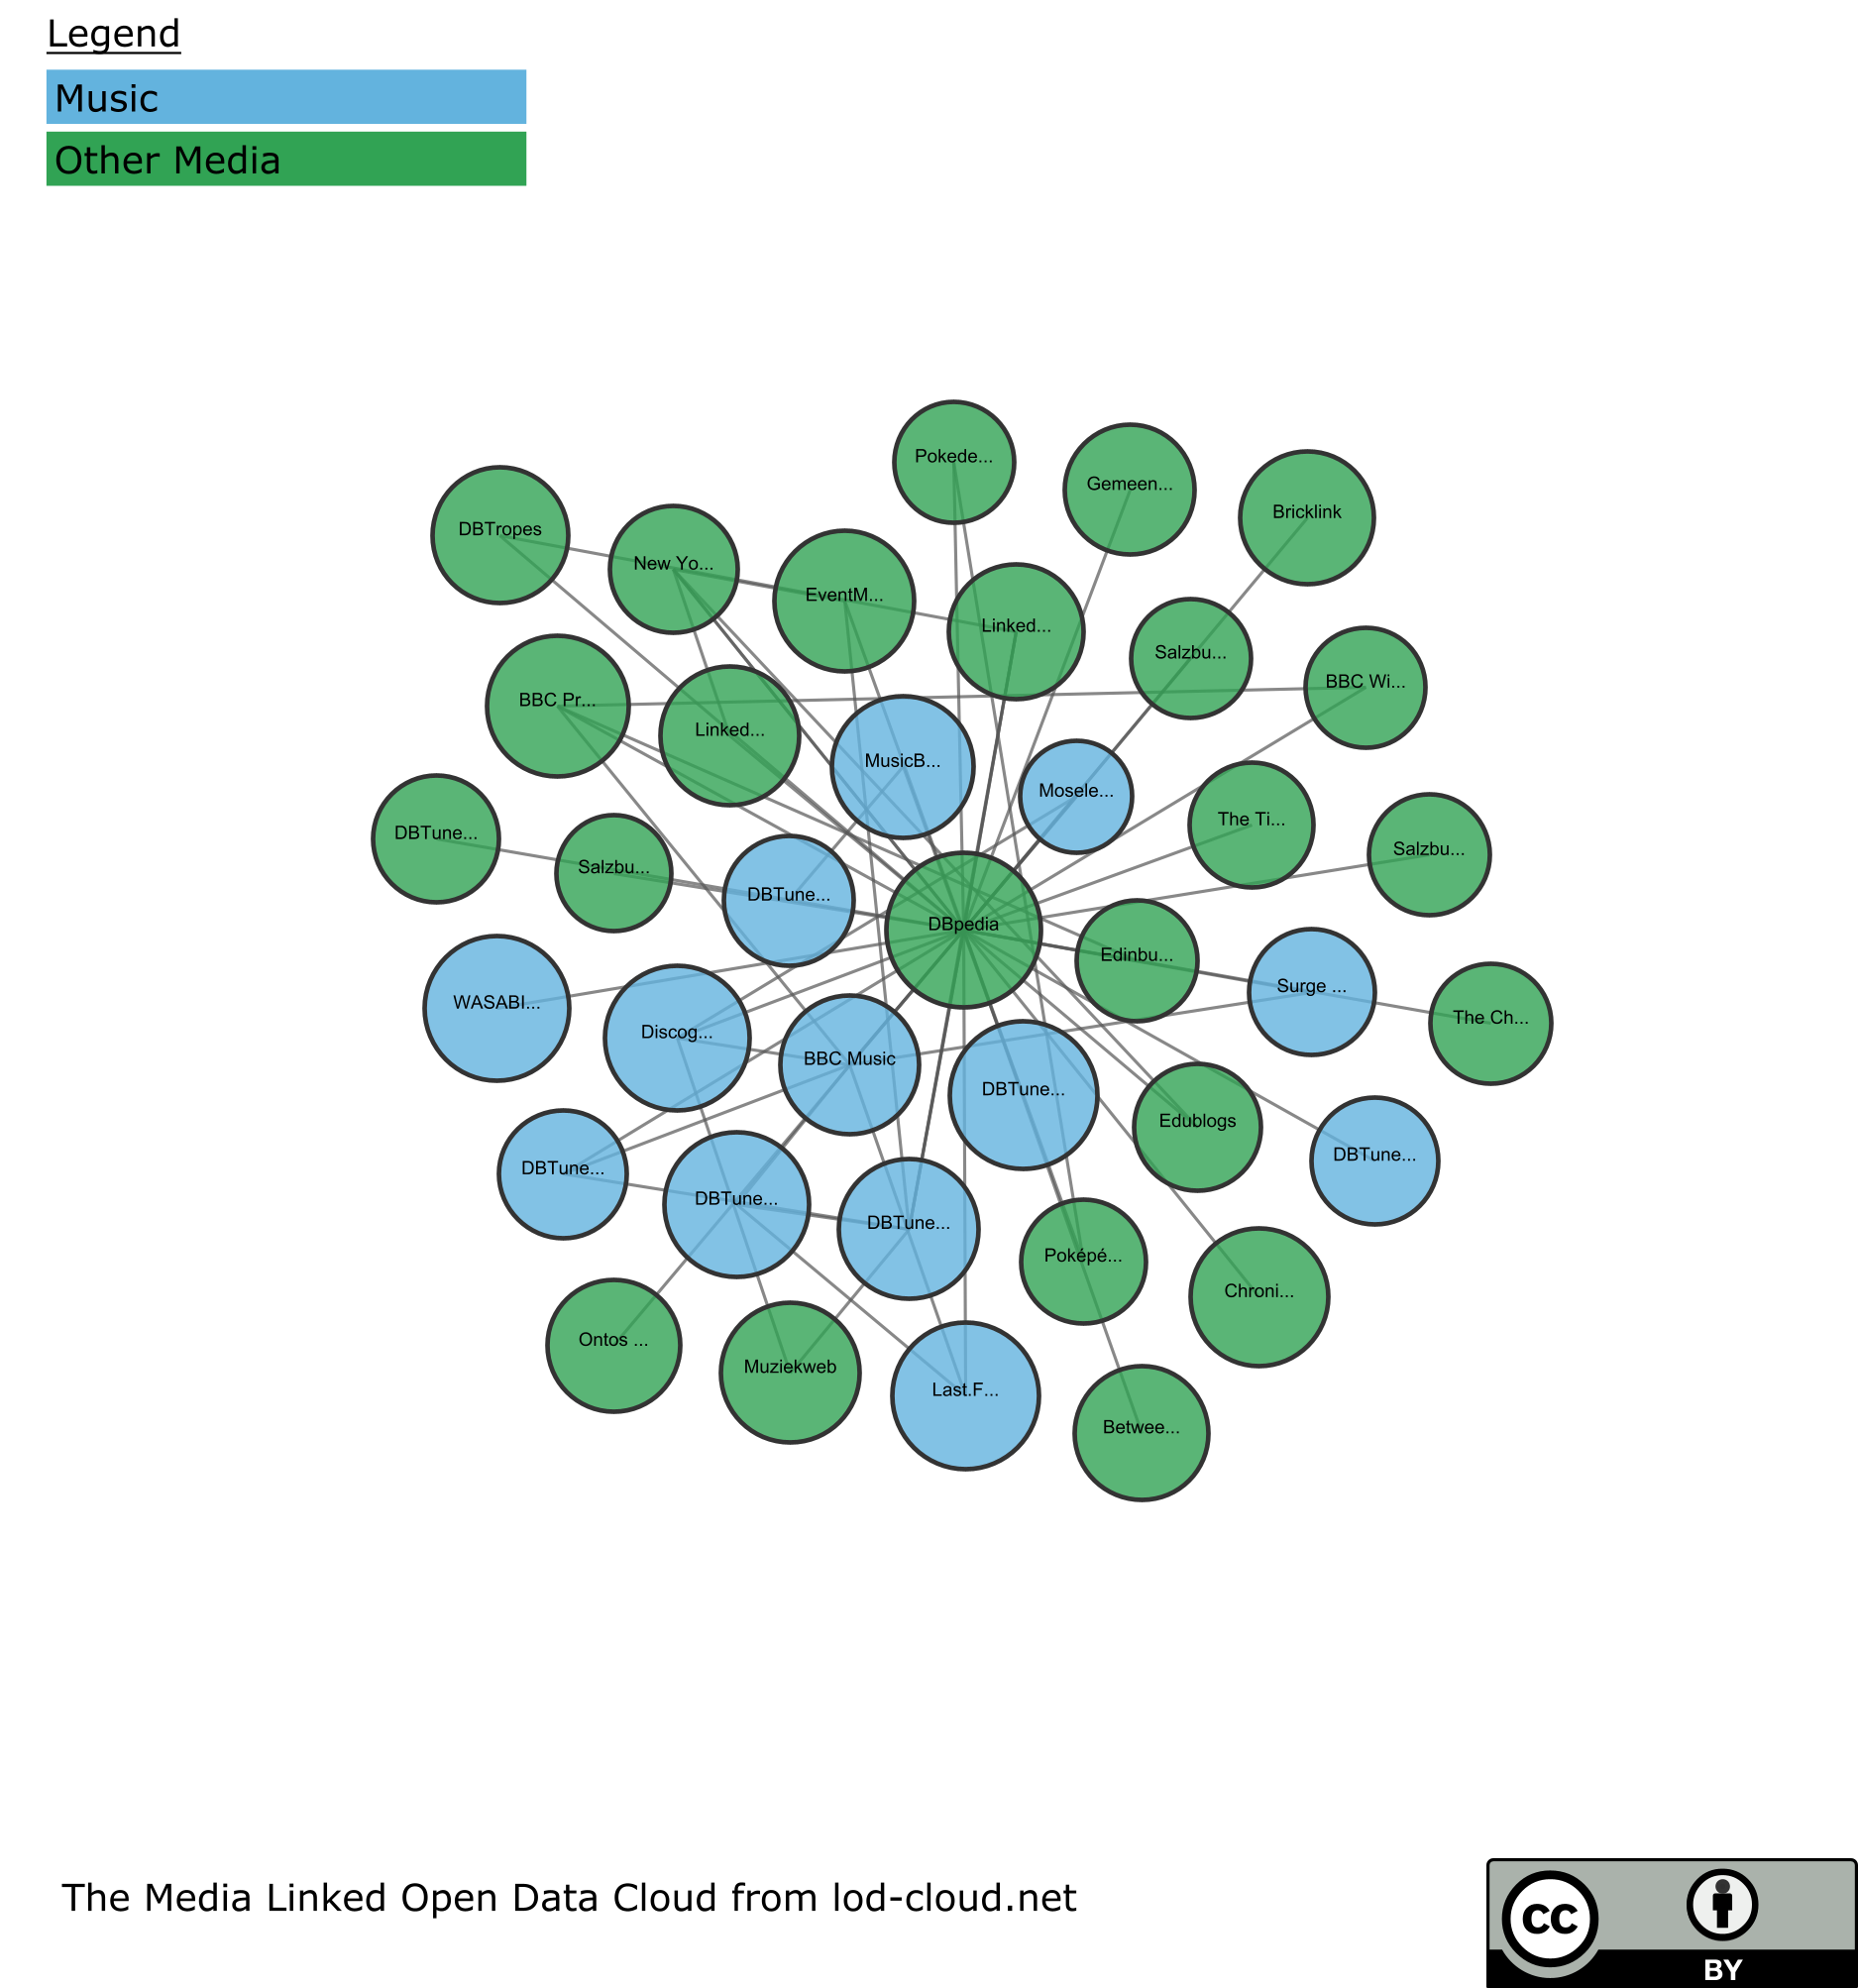 Legend
Music
Other Media
Pokede...
Gemeen...
Bricklink
DBTropes
New Yo...
EventM...
Linked...
Salzbu...
BBC Wi...
BBC Pr...
Linked...
MusicB...
Mosele...
The Ti...
Salzbu...
DBTune...
Salzbu...
DBTune...
DBpedia
Edinbu...
Surge ...
The Ch...
WASABI...
Discog...
BBC Music
DBTune...
Edublogs
DBTune...
DBTune...
DBTune...
DBTune...
Poképé...
Chroni...
Ontos ...
Muziekweb
Last.F...
Betwee...
The Media Linked Open Data Cloud from lod-cloud.net
cc
BY